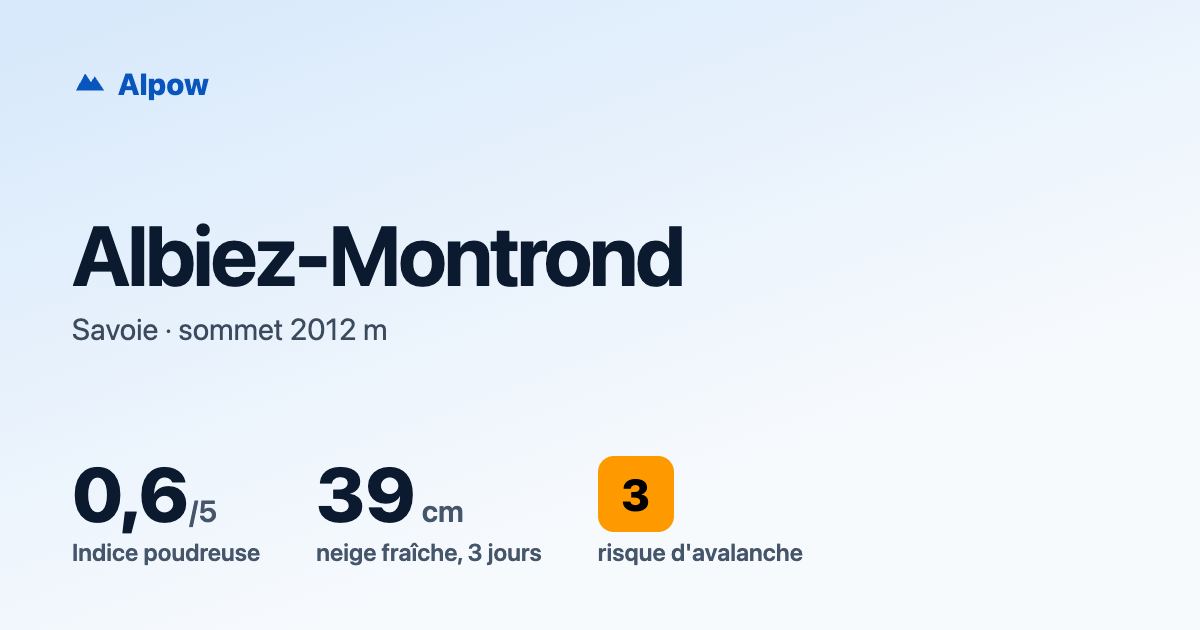 Alpow
Albiez-Montrond
Savoie · sommet 2012 m
0,6/5
Indice poudreuse
39 cm
neige fraîche, 3 jours
3
risque d'avalanche